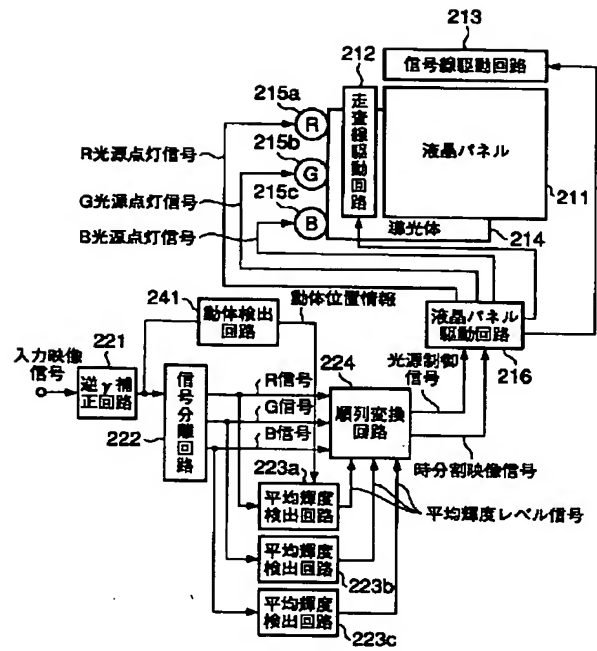 213
信号線駆動回路
212
走査線駆動回路
215a
R
215b
G
215c
B
液晶パネル
211
導光体
214
R光源点灯信号
G光源点灯信号
B光源点灯信号
動体位置情報
241
動体検出
回路
液晶パネル
駆動回路
216
入力映像
信号
221
逆γ補
正回路
信号分離回路
222
R信号
G信号
B信号
224
順列変換
回路
光源制御
信号
時分割映像信号
223a
平均輝度
検出回路
平均輝度レベル信号
平均輝度
検出回路
223b
平均輝度
検出回路
223c